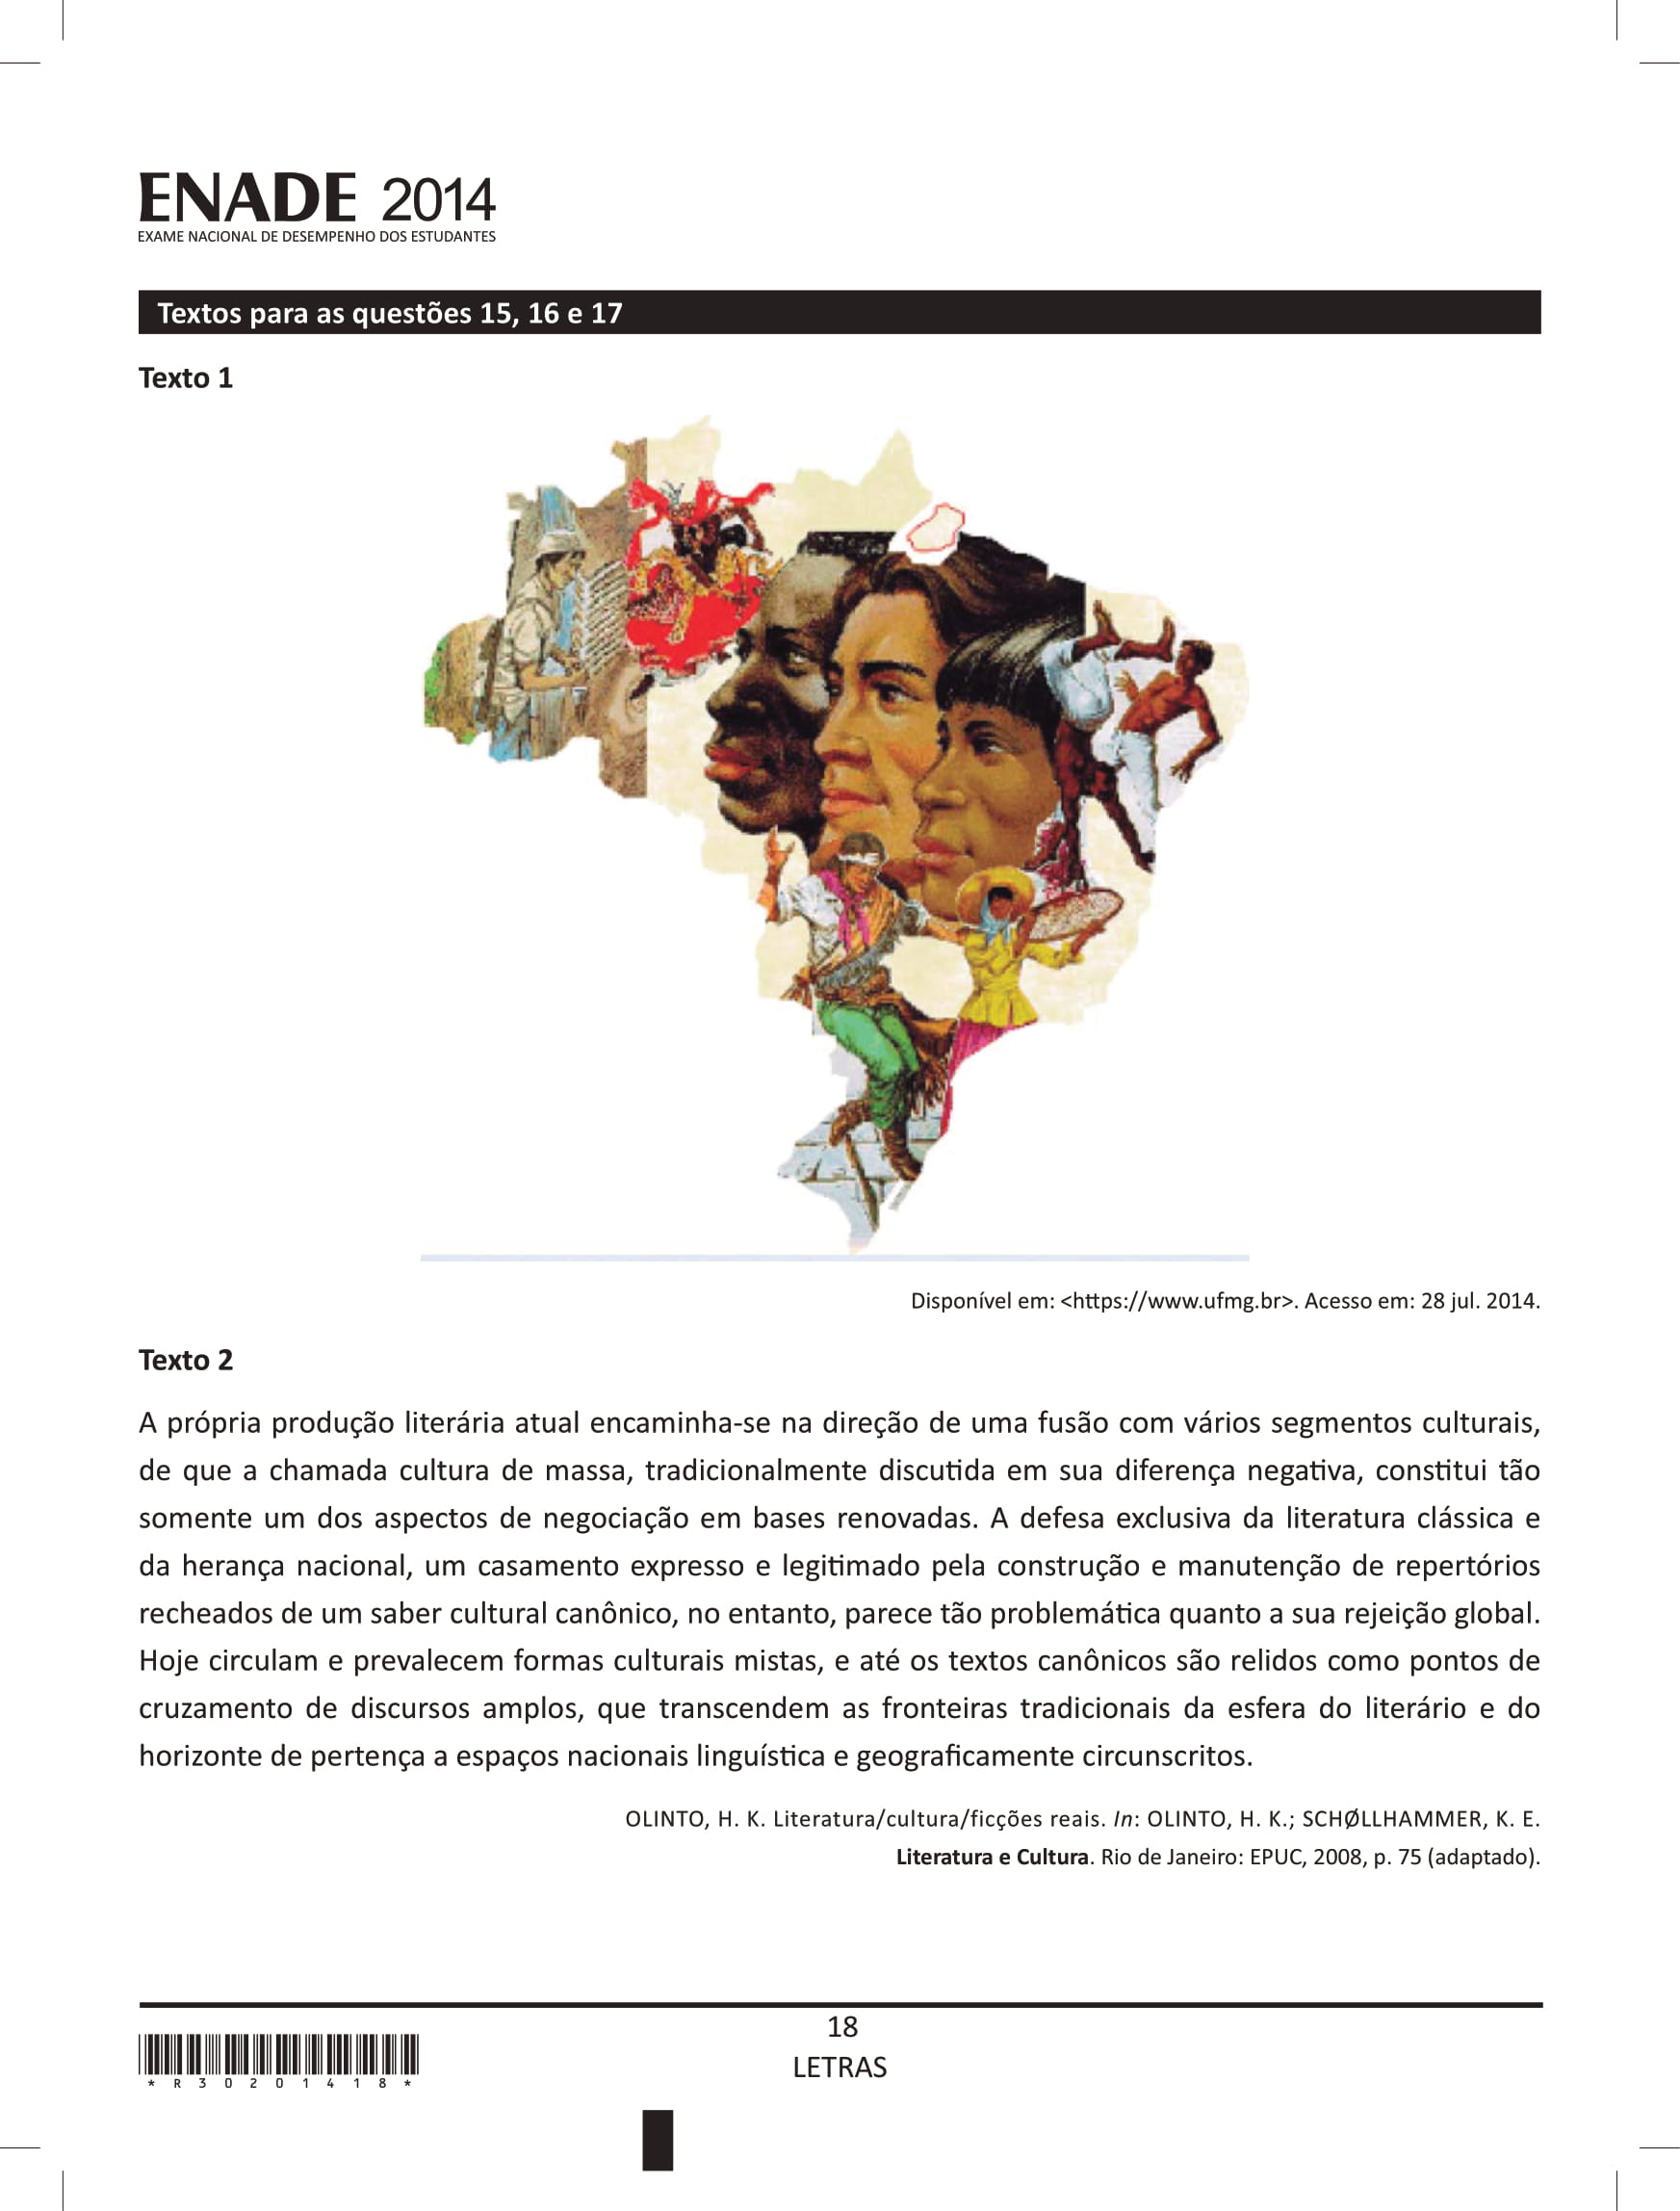 ENADE 2014
EXAME NACIONAL DE DESEMPENHO DOS ESTUDANTES
Textos para as questões 15, 16 e 17
Texto 1
Disponível em: <https://www.ufmg.br>. Acesso em: 28 jul. 2014.
Texto 2
A própria produção literária atual encaminha-se na direção de uma fusão com vários segmentos culturais,
de que a chamada cultura de massa, tradicionalmente discutida em sua diferença negativa, constitui tão
somente um dos aspectos de negociação em bases renovadas. A defesa exclusiva da literatura clássica e
da herança nacional, um casamento expresso e legitimado pela construção e manutenção de repertórios
recheados de um saber cultural canônico, no entanto, parece tão problemática quanto a sua rejeição global.
Hoje circulam e prevalecem formas culturais mistas, e até os textos canônicos são relidos como pontos de
cruzamento de discursos amplos, que transcendem as fronteiras tradicionais da esfera do literário e do
horizonte de pertença a espaços nacionais linguística e geograficamente circunscritos.
OLINTO, H. K. Literatura/cultura/ficções reais. In: OLINTO, H. K.; SCHØLLHAMMER, K. E.
Literatura e Cultura. Rio de Janeiro: EPUC, 2008, p. 75 (adaptado).
18
LETRAS
* R 3 0 2 0 1 4 1 8 *